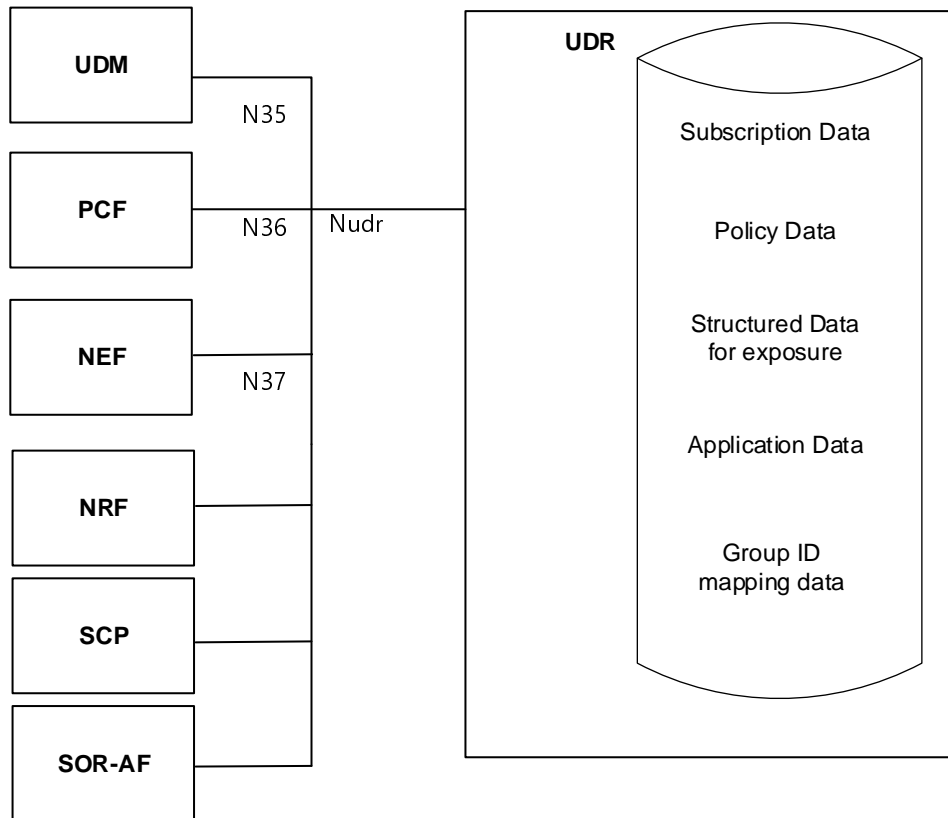 UDM
N35
PCF
N36
Nudr
NEF
N37
NRF
SCP
SOR-AF
UDR
Subscription Data
Policy Data
Structured Data
for exposure
Application Data
Group ID
mapping data